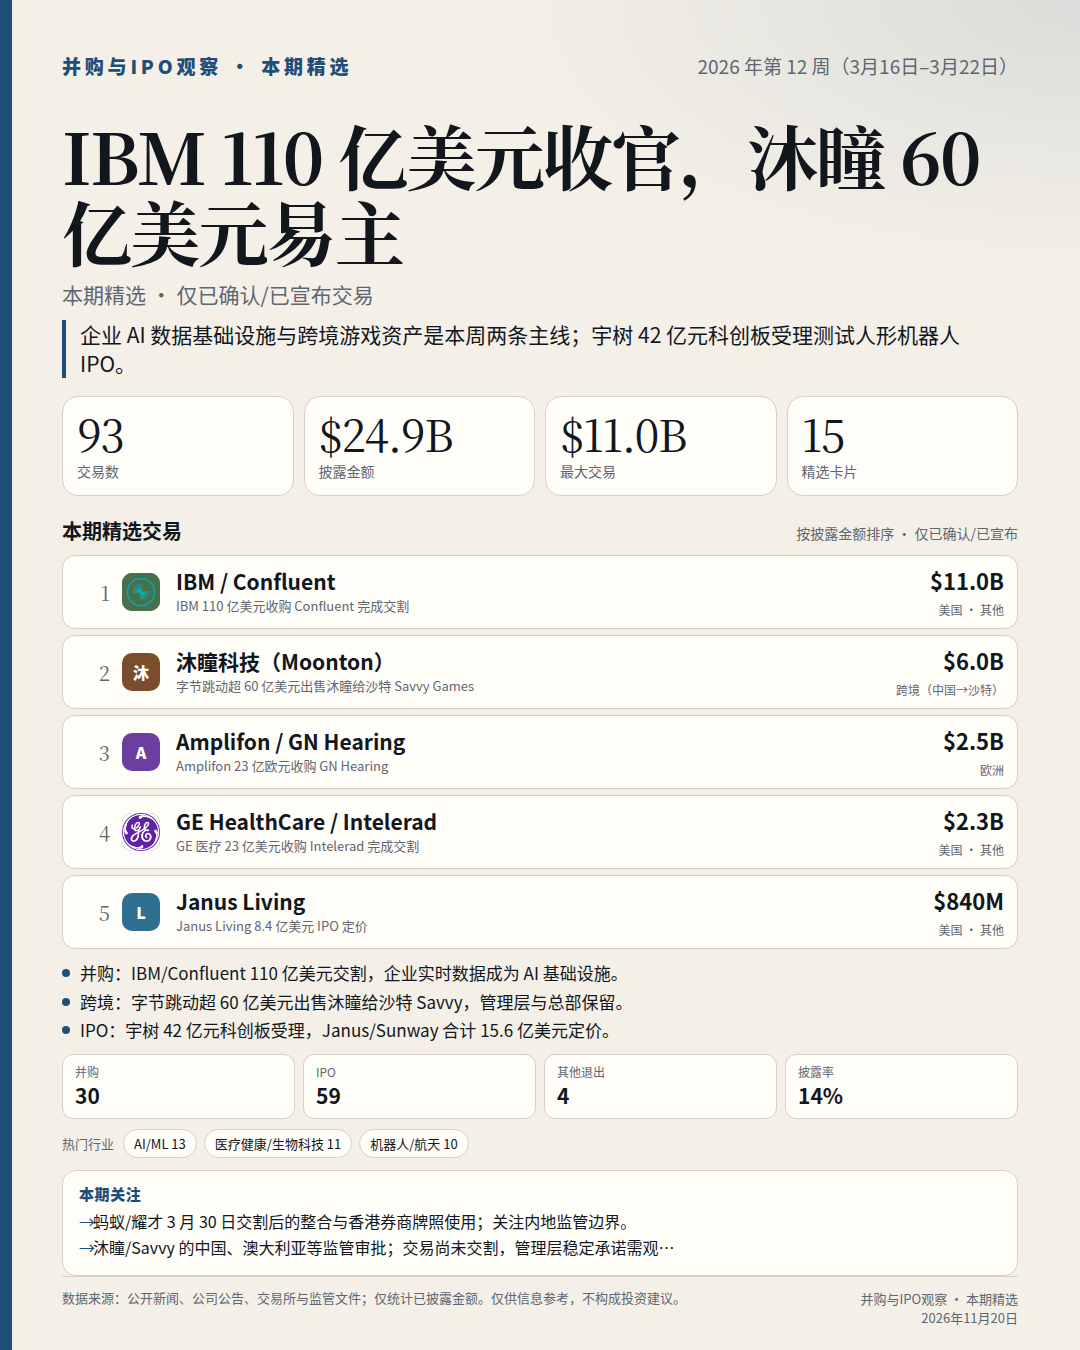 并购与IPO观察 · 本期精选
2026 年第 12 周（3月16日–3月22日）
IBM 110 亿美元收官，沐瞳 60
亿美元易主
本期精选 · 仅已确认/已宣布交易
企业 AI 数据基础设施与跨境游戏资产是本周两条主线；宇树 42 亿元科创板受理测试人形机器人
IPO。
93
交易数
$24.9B
披露金额
$11.0B
最大交易
15
精选卡片
本期精选交易
按披露金额排序 · 仅已确认/已宣布
1
IBM / Confluent
IBM 110 亿美元收购 Confluent 完成交割
$11.0B
美国 · 其他
2
沐
沐瞳科技（Moonton）
字节跳动超 60 亿美元出售沐瞳给沙特 Savvy Games
$6.0B
跨境（中国→沙特）
3
A
Amplifon / GN Hearing
Amplifon 23 亿欧元收购 GN Hearing
$2.5B
欧洲
4
GE
GE HealthCare / Intelerad
GE 医疗 23 亿美元收购 Intelerad 完成交割
$2.3B
美国 · 其他
5
L
Janus Living
Janus Living 8.4 亿美元 IPO 定价
$840M
美国 · 其他
并购：IBM/Confluent 110 亿美元交割，企业实时数据成为 AI 基础设施。
跨境：字节跳动超 60 亿美元出售沐瞳给沙特 Savvy，管理层与总部保留。
IPO：宇树 42 亿元科创板受理，Janus/Sunway 合计 15.6 亿美元定价。
并购
30
IPO
59
其他退出
4
披露率
14%
热门行业
AI/ML 13
医疗健康/生物科技 11
机器人/航天 10
本期关注
→蚂蚁/耀才 3 月 30 日交割后的整合与香港券商牌照使用；关注内地监管边界。
→沐瞳/Savvy 的中国、澳大利亚等监管审批；交易尚未交割，管理层稳定承诺需观…
数据来源：公开新闻、公司公告、交易所与监管文件；仅统计已披露金额。仅供信息参考，不构成投资建议。
并购与IPO观察 · 本期精选
2026年11月20日